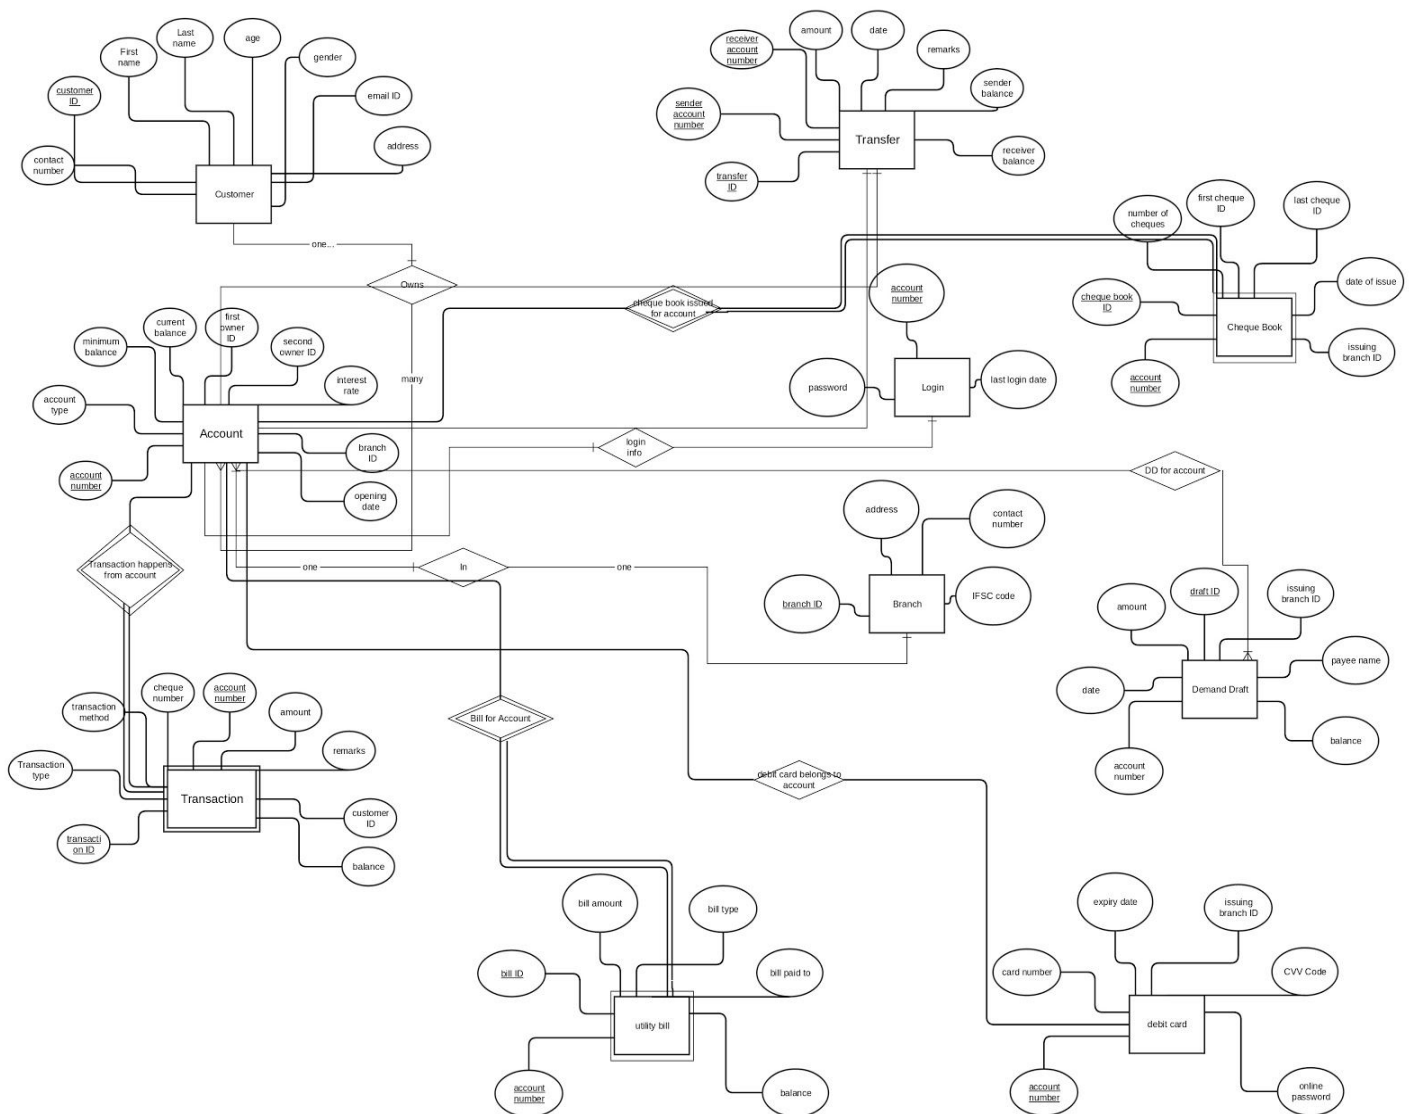 Last
name
age
First
name
gender
customer
ID
email ID
address
contact
number
Customer
one...
Owns
receiver
account
number
amount
date
remarks
sender
balance
sender
account
number
Transfer
receiver
balance
transfer
ID
number of
cheques
first cheque
ID
last cheque
ID
date of issue
cheque book
ID
Cheque Book
issuing
branch ID
account
number
cheque book issued
for account
account
number
Login
password
last login date
login
info
minimum
balance
current
balance
first
owner
ID
second
owner ID
interest
rate
many
account
type
Account
branch
ID
account
number
opening
date
DD for account
Transaction happens
from account
one
In
one
address
contact
number
branch ID
Branch
IFSC code
amount
draft ID
issuing
branch ID
payee name
date
Demand Draft
account
number
balance
transaction
method
cheque
number
account
number
amount
remarks
Transaction
type
Transaction
customer
ID
transacti
on ID
balance
Bill for Account
debit card belongs to
account
bill amount
bill type
bill ID
bill paid to
utility bill
account
number
balance
expiry date
issuing
branch ID
card number
CVV Code
debit card
account
number
online
password